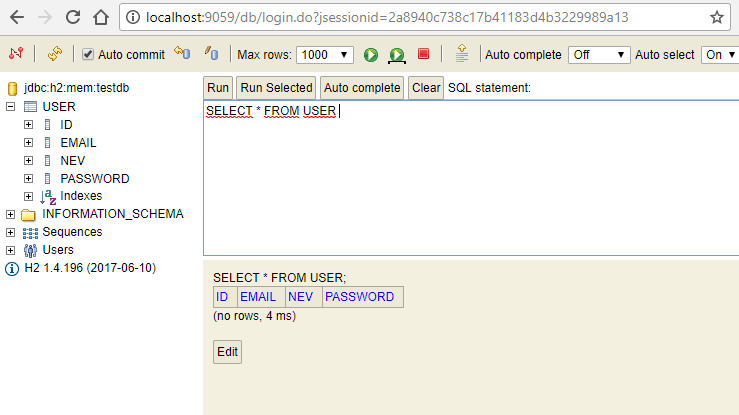 localhost:9059/db/login.do?jsessionid=2a8940c738c17b41183d4b3229989a13
Auto commit Max rows: 1000 Auto complete Off Auto select On
jdbc:h2:mem:testdb
USER
ID
EMAIL
NEV
PASSWORD
Indexes
INFORMATION_SCHEMA
Sequences
Users
H2 1.4.196 (2017-06-10)
Run Run Selected Auto complete Clear SQL statement:
SELECT * FROM USER
SELECT * FROM USER;
ID EMAIL NEV PASSWORD
(no rows, 4 ms)
Edit